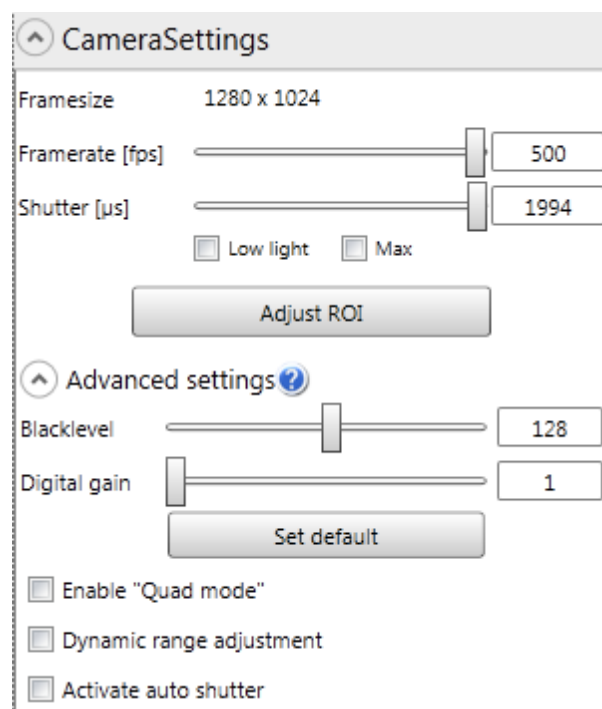 CameraSettings
Framesize 1280 x 1024
Framerate [fps] 500
Shutter [µs] 1994
Low light Max
Adjust ROI
Advanced settings ?
Blacklevel 128
Digital gain 1
Set default
Enable "Quad mode"
Dynamic range adjustment
Activate auto shutter